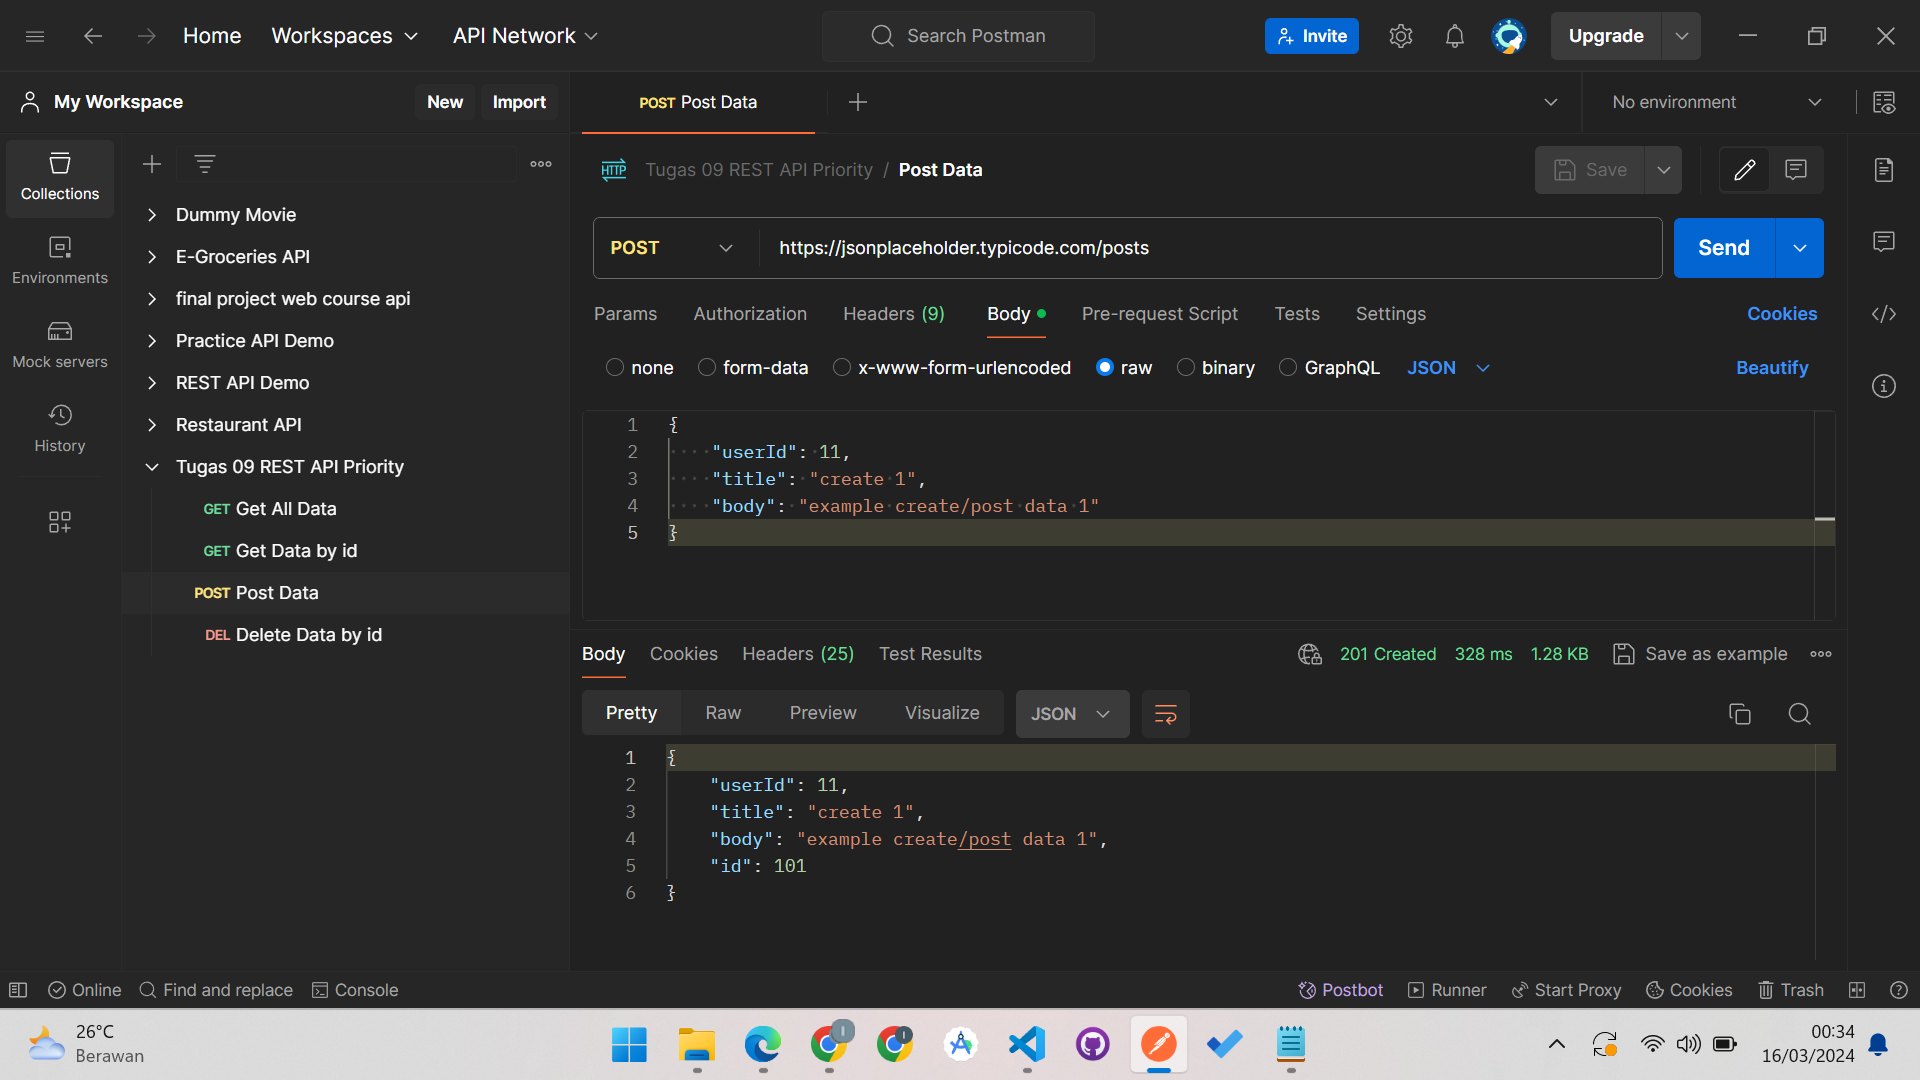 Home Workspaces API Network Search Postman Invite Upgrade
My Workspace New Import POST Post Data No environment
Collections
Environments
Mock servers
History
Dummy Movie
E-Groceries API
final project web course api
Practice API Demo
REST API Demo
Restaurant API
Tugas 09 REST API Priority
GET Get All Data
GET Get Data by id
POST Post Data
DEL Delete Data by id
HTTP Tugas 09 REST API Priority / Post Data Save
POST https://jsonplaceholder.typicode.com/posts Send
Params Authorization Headers (9) Body Pre-request Script Tests Settings Cookies
none form-data x-www-form-urlencoded raw binary GraphQL JSON Beautify
1 {
2 "userId": 11,
3 "title": "create 1",
4 "body": "example create/post data 1"
5 }
Body Cookies Headers (25) Test Results 201 Created 328 ms 1.28 KB Save as example
Pretty Raw Preview Visualize JSON
1 {
2 "userId": 11,
3 "title": "create 1",
4 "body": "example create/post data 1",
5 "id": 101
6 }
Online Find and replace Console Postbot Runner Start Proxy Cookies Trash
26°C
Berawan
00:34
16/03/2024